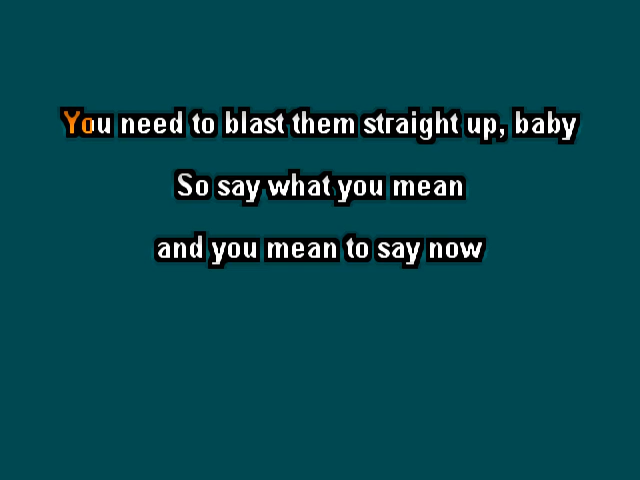 You need to blast them straight up, baby
So say what you mean
and you mean to say now